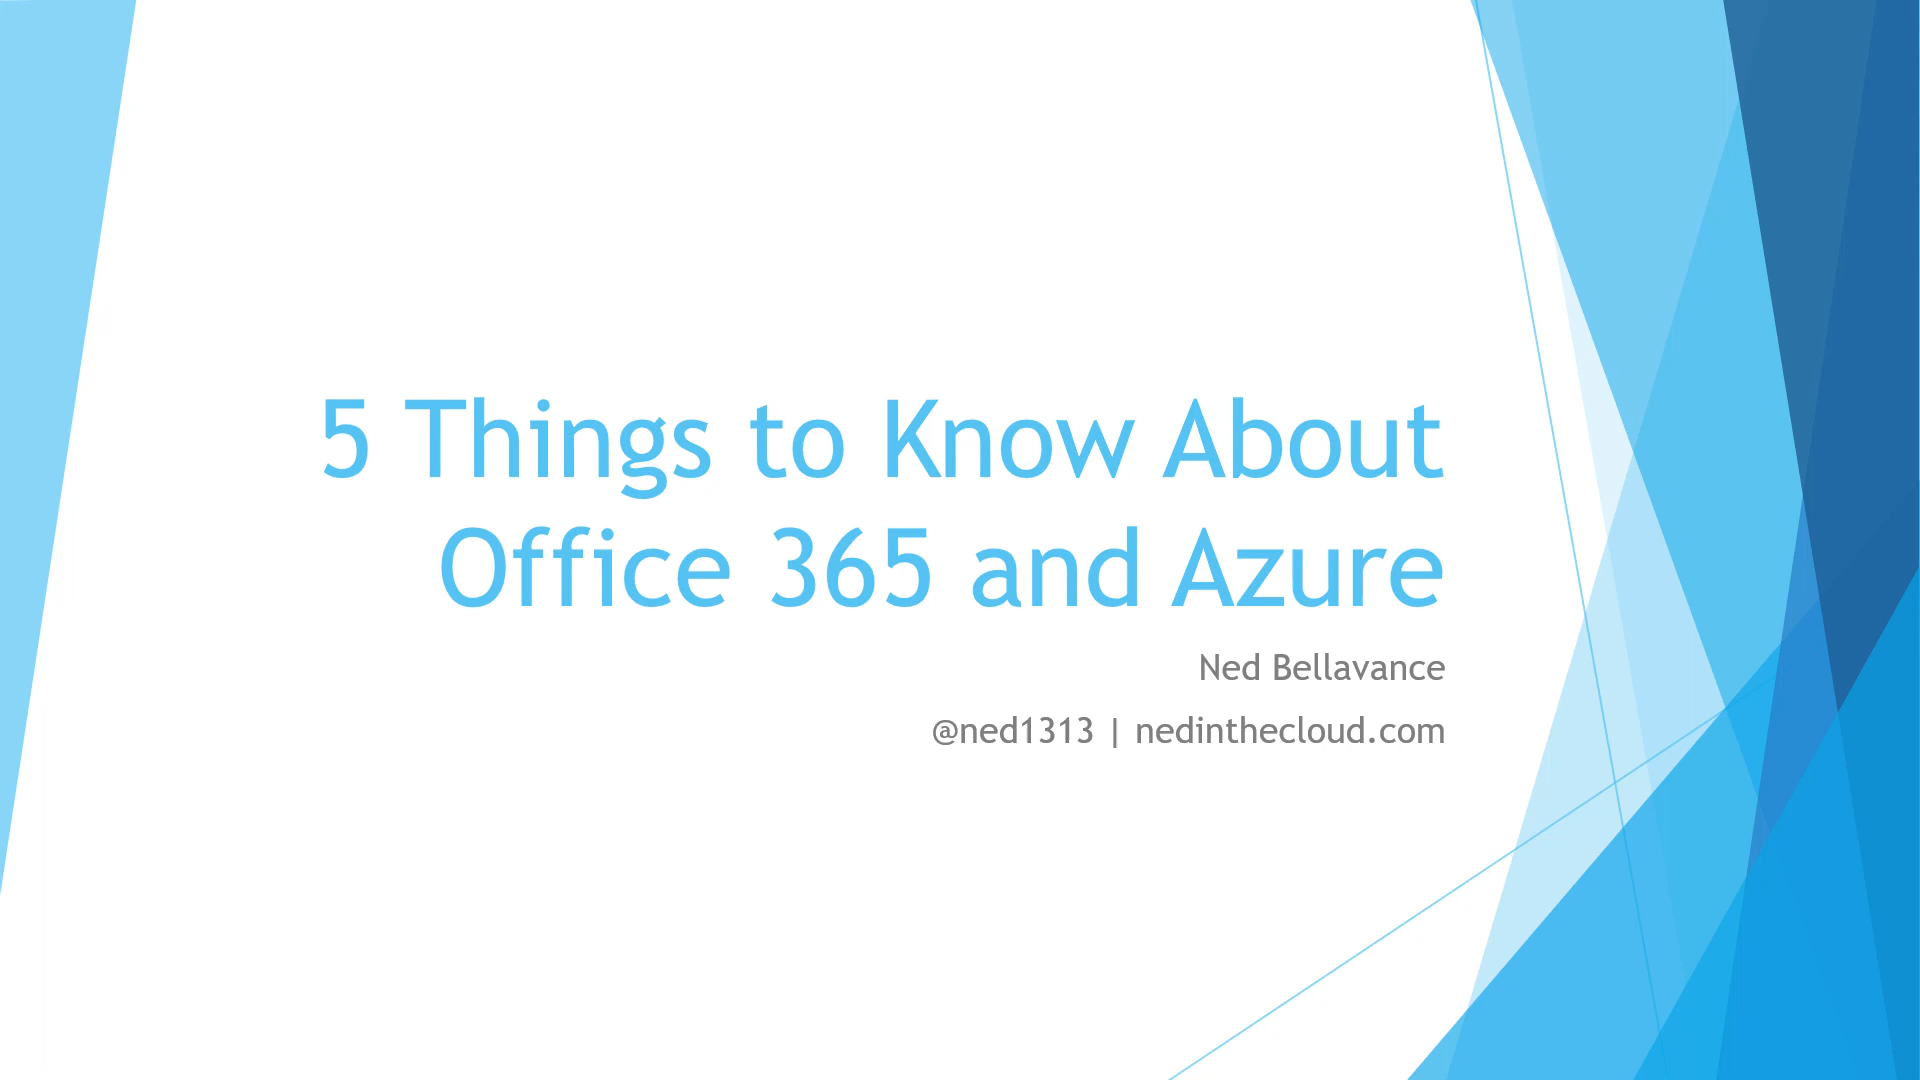 5 Things to Know About
Office 365 and Azure
Ned Bellavance
@ned1313 | nedinthecloud.com